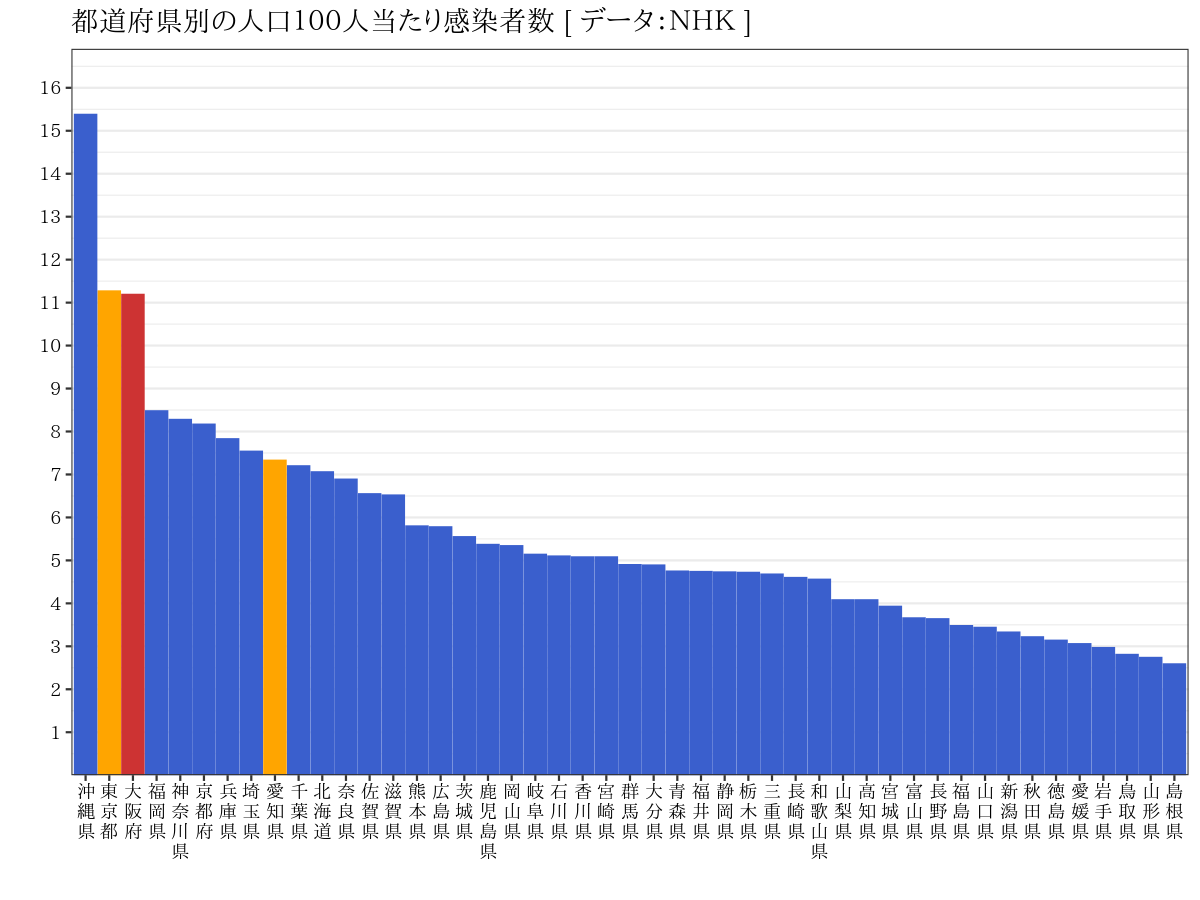 都道府県別の人口100人当たり感染者数 [ データ：NHK ]
16
15
14
13
12
11
10
9
8
7
6
5
4
3
2
1
沖縄県
東京都
大阪府
福岡県
神奈川県
京都府
兵庫県
埼玉県
愛知県
千葉県
北海道
奈良県
佐賀県
滋賀県
熊本県
広島県
茨城県
鹿児島県
岡山県
岐阜県
石川県
香川県
宮崎県
群馬県
大分県
青森県
福井県
静岡県
栃木県
三重県
長崎県
和歌山県
山梨県
高知県
宮城県
富山県
長野県
福島県
山口県
新潟県
秋田県
徳島県
愛媛県
岩手県
鳥取県
山形県
島根県